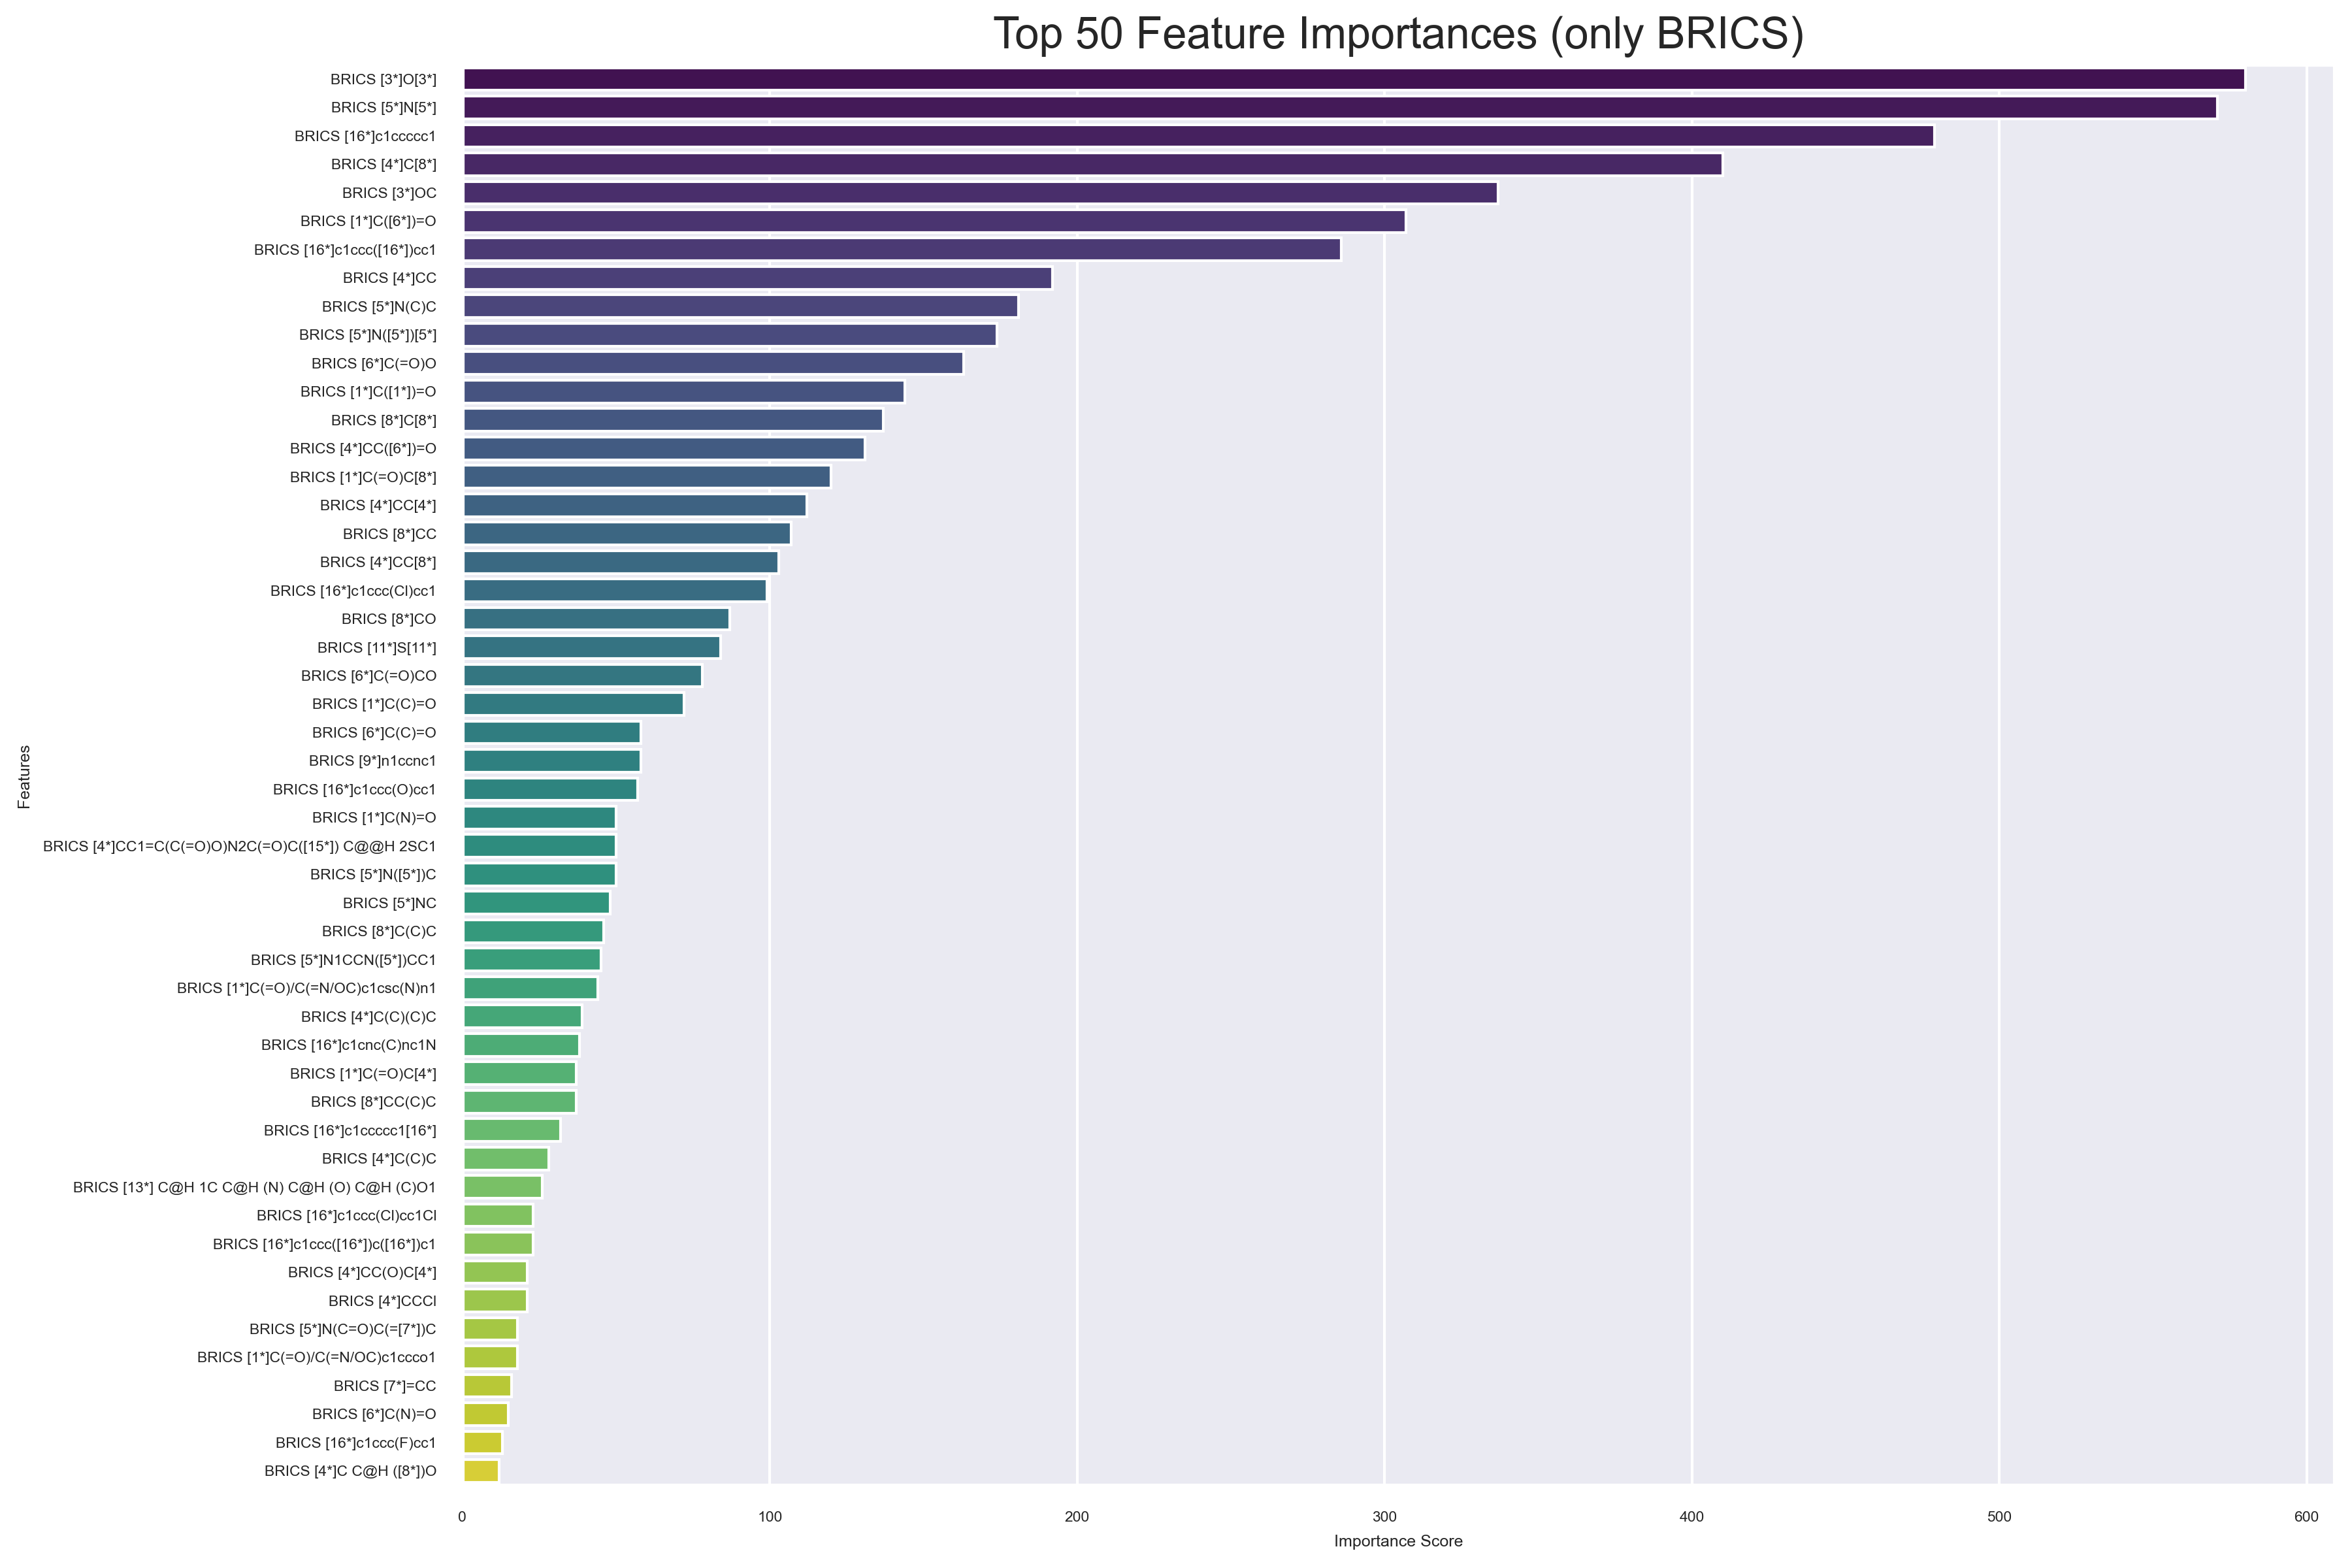 Top 50 Feature Importances (only BRICS)
BRICS [3*]O[3*]
BRICS [5*]N[5*]
BRICS [16*]c1ccccc1
BRICS [4*]C[8*]
BRICS [3*]OC
BRICS [1*]C([6*])=O
BRICS [16*]c1ccc([16*])cc1
BRICS [4*]CC
BRICS [5*]N(C)C
BRICS [5*]N([5*])[5*]
BRICS [6*]C(=O)O
BRICS [1*]C([1*])=O
BRICS [8*]C[8*]
BRICS [4*]CC([6*])=O
BRICS [1*]C(=O)C[8*]
BRICS [4*]CC[4*]
BRICS [8*]CC
BRICS [4*]CC[8*]
BRICS [16*]c1ccc(Cl)cc1
BRICS [8*]CO
BRICS [11*]S[11*]
BRICS [6*]C(=O)CO
BRICS [1*]C(C)=O
BRICS [6*]C(C)=O
BRICS [9*]n1ccnc1
BRICS [16*]c1ccc(O)cc1
BRICS [1*]C(N)=O
BRICS [4*]CC1=C(C(=O)O)N2C(=O)C([15*]) C@@H 2SC1
BRICS [5*]N([5*])C
BRICS [5*]NC
BRICS [8*]C(C)C
BRICS [5*]N1CCN([5*])CC1
BRICS [1*]C(=O)/C(=N/OC)c1csc(N)n1
BRICS [4*]C(C)(C)C
BRICS [16*]c1cnc(C)nc1N
BRICS [1*]C(=O)C[4*]
BRICS [8*]CC(C)C
BRICS [16*]c1ccccc1[16*]
BRICS [4*]C(C)C
BRICS [13*] C@H 1C C@H (N) C@H (O) C@H (C)O1
BRICS [16*]c1ccc(Cl)cc1Cl
BRICS [16*]c1ccc([16*])c([16*])c1
BRICS [4*]CC(O)C[4*]
BRICS [4*]CCCl
BRICS [5*]N(C=O)C(=[7*])C
BRICS [1*]C(=O)/C(=N/OC)c1ccco1
BRICS [7*]=CC
BRICS [6*]C(N)=O
BRICS [16*]c1ccc(F)cc1
BRICS [4*]C C@H ([8*])O
Features
0 100 200 300 400 500 600
Importance Score